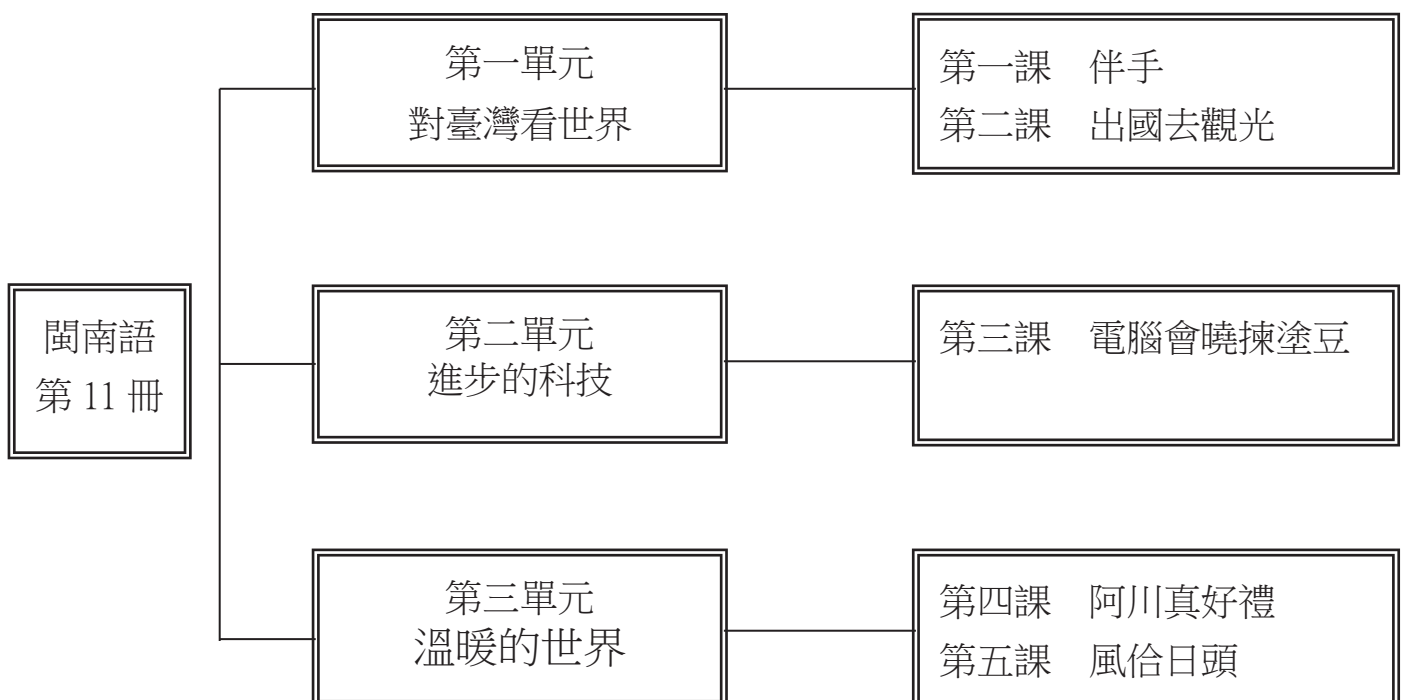 閩南語
第 11 冊
第一單元
對臺灣看世界
第一課　伴手
第二課　出國去觀光
第二單元
進步的科技
第三課　電腦會曉揀塗豆
第三單元
溫暖的世界
第四課　阿川真好禮
第五課　風佮日頭